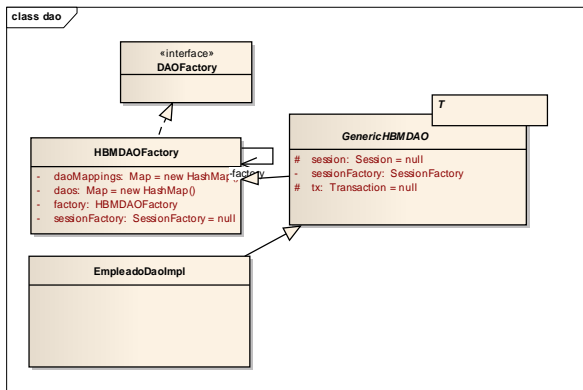 class dao
«interface»
DAOFactory
T
HBMDAOFactory
- daoMappings: Map = new HashMap()
- daos: Map = new HashMap()
- factory: HBMDAOFactory
- sessionFactory: SessionFactory = null
-factory
GenericHBMDAO
# session: Session = null
- sessionFactory: SessionFactory
# tx: Transaction = null
EmpleadoDaoImpl